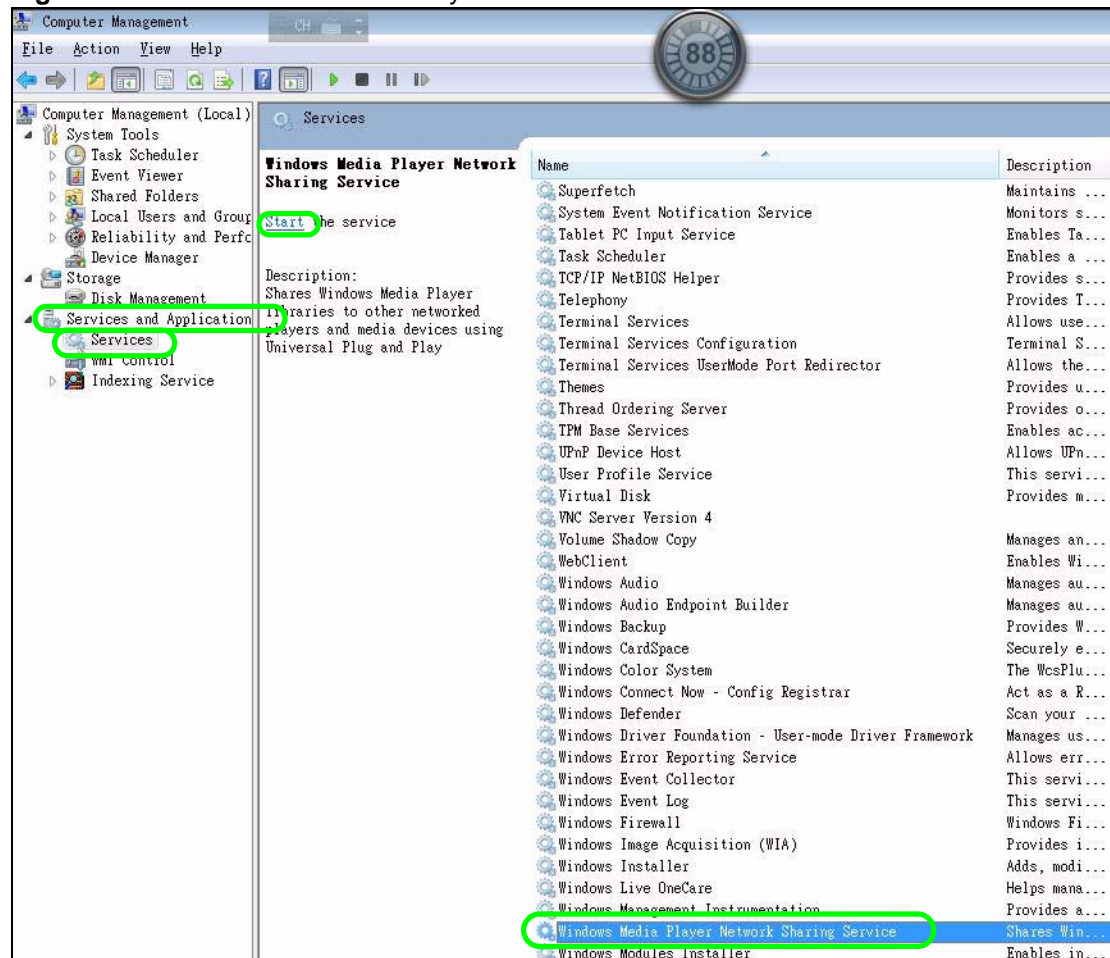 Computer Management
CH
File Action View Help
88
Computer Management (Local)
System Tools
Task Scheduler
Event Viewer
Shared Folders
Local Users and Group
Reliability and Perfc
Device Manager
Storage
Disk Management
Services and Application
Services
WMI Control
Indexing Service
Services
Windows Media Player Network
Sharing Service
Start the service
Description:
Shares Windows Media Player
libraries to other networked
players and media devices using
Universal Plug and Play
Name Description
Superfetch Maintains ...
System Event Notification Service Monitors s...
Tablet PC Input Service Enables Ta...
Task Scheduler Enables a ...
TCP/IP NetBIOS Helper Provides s...
Telephony Provides T...
Terminal Services Allows use...
Terminal Services Configuration Terminal S...
Terminal Services UserMode Port Redirector Allows the...
Themes Provides u...
Thread Ordering Server Provides o...
TPM Base Services Enables ac...
UPnP Device Host Allows UPn...
User Profile Service This servi...
Virtual Disk Provides m...
VNC Server Version 4
Volume Shadow Copy Manages an...
WebClient Enables Wi...
Windows Audio Manages au...
Windows Audio Endpoint Builder Manages au...
Windows Backup Provides W...
Windows CardSpace Securely e...
Windows Color System The WcsPlu...
Windows Connect Now - Config Registrar Act as a R...
Windows Defender Scan your ...
Windows Driver Foundation - User-mode Driver Framework Manages us...
Windows Error Reporting Service Allows err...
Windows Event Collector This servi...
Windows Event Log This servi...
Windows Firewall Windows Fi...
Windows Image Acquisition (WIA) Provides i...
Windows Installer Adds, modi...
Windows Live OneCare Helps mana...
Windows Management Instrumentation Provides a...
Windows Media Player Network Sharing Service Shares Win...
Windows Modules Installer Enables in...